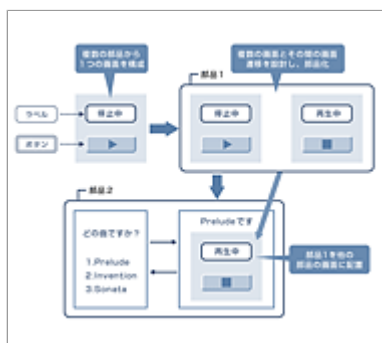 複数の部品から
1つの画面を構成
複数の画面とその間の画面
遷移を設計し、部品化
部品1
ラベル
停止中
停止中
再生中
ボタン
部品2
Preludeです
どの曲ですか?
再生中
1.Prelude
2.Invention
3.Sonata
部品1を他の
部品の画面に配置